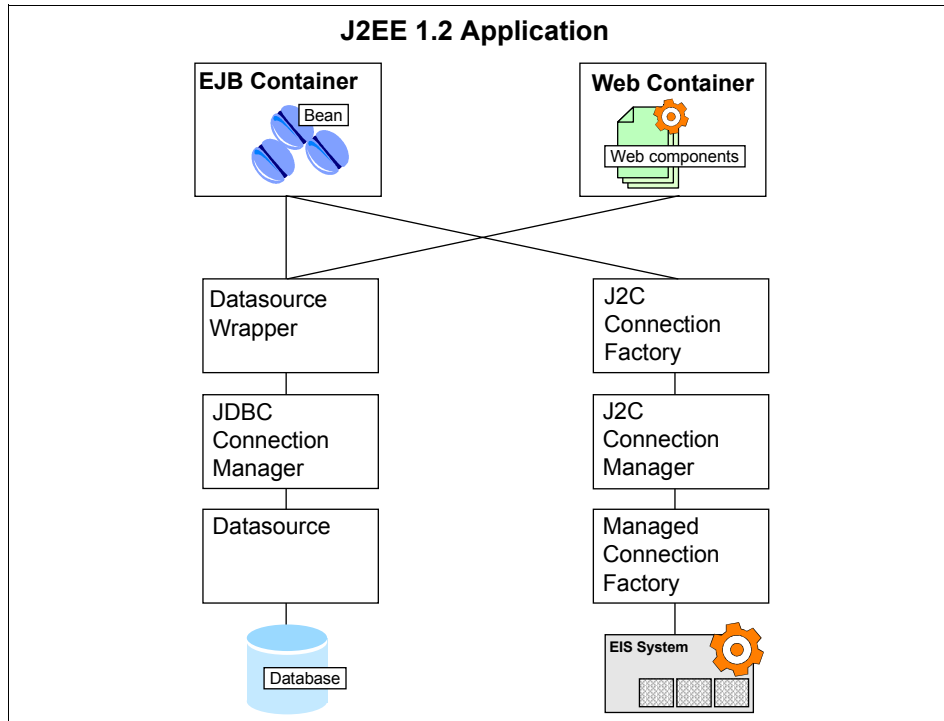 J2EE 1.2 Application
EJB Container
Bean
Web Container
Web components
Datasource
Wrapper
J2C
Connection
Factory
JDBC
Connection
Manager
J2C
Connection
Manager
Datasource
Managed
Connection
Factory
Database
EIS System